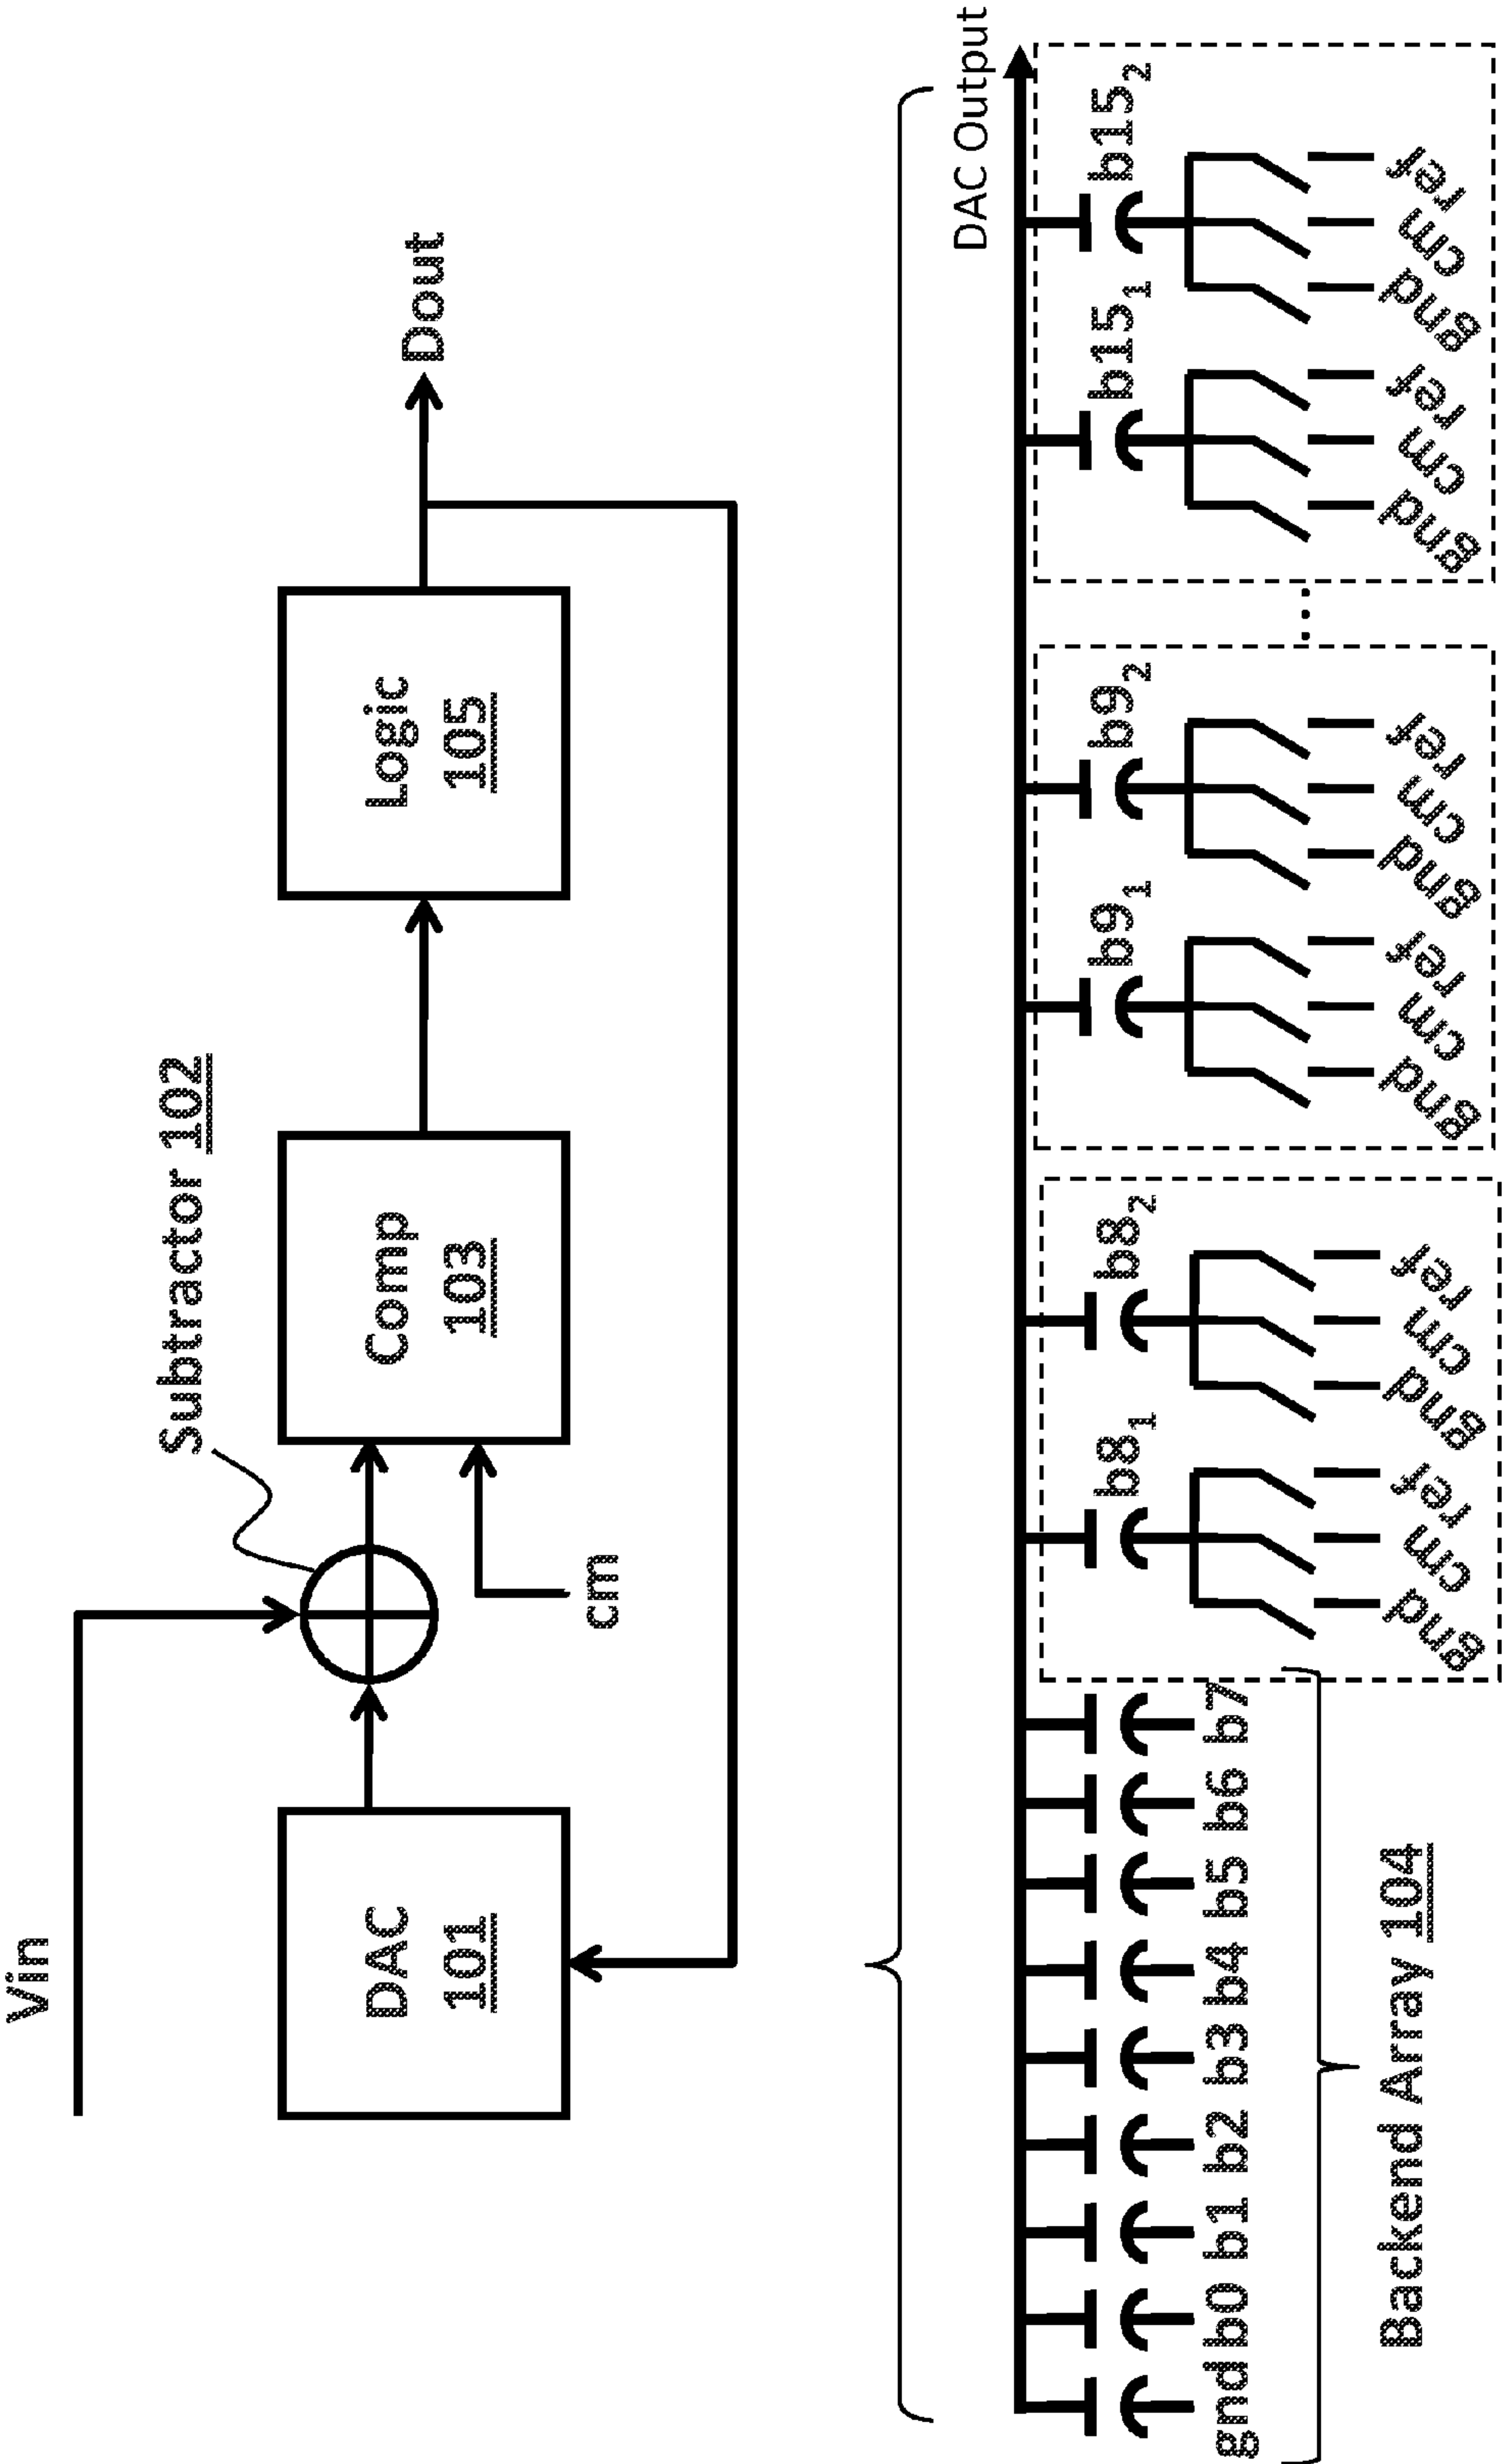 Vin
Subtractor 102
DAC
101
Comp
103
Logic
105
Dout
cm
DAC Output
gnd b0 b1 b2 b3 b4 b5 b6 b7
b8₁ b8₂ b9₁ b9₂ b15₁ b15₂
gnd cm ref gnd cm ref gnd cm ref gnd cm ref ... gnd cm ref gnd cm ref
Backend Array 104